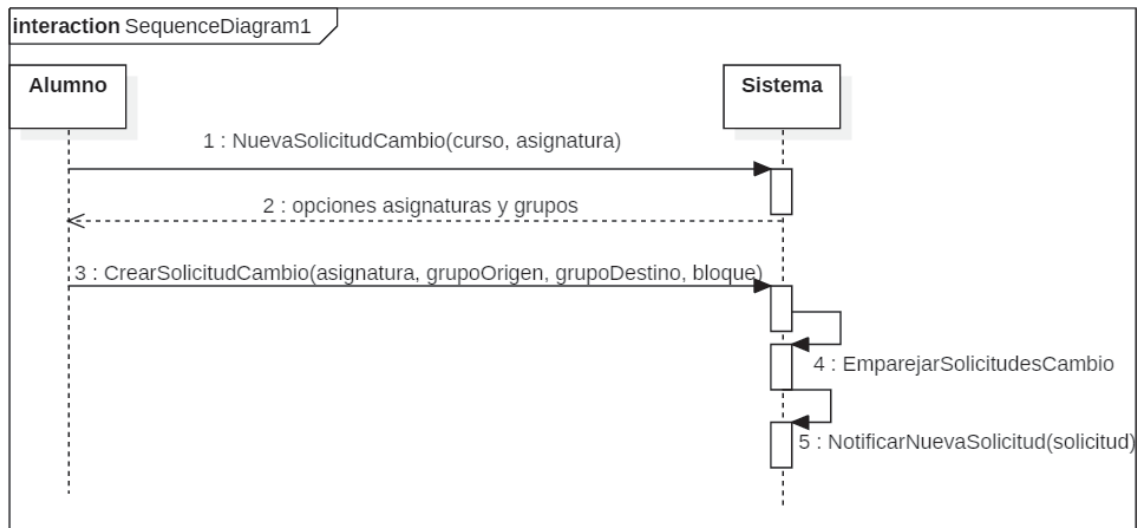 interaction SequenceDiagram1
Alumno
Sistema
1 : NuevaSolicitudCambio(curso, asignatura)
2 : opciones asignaturas y grupos
3 : CrearSolicitudCambio(asignatura, grupoOrigen, grupoDestino, bloque)
4 : EmparejarSolicitudesCambio
5 : NotificarNuevaSolicitud(solicitud)